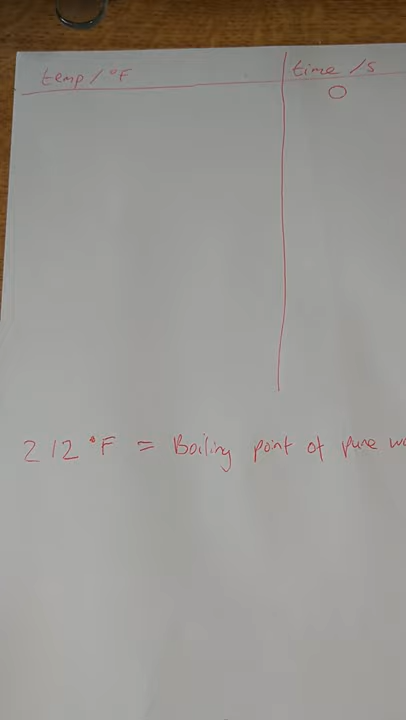 temp / °F time / s
0
212 °F = Boiling point of pure